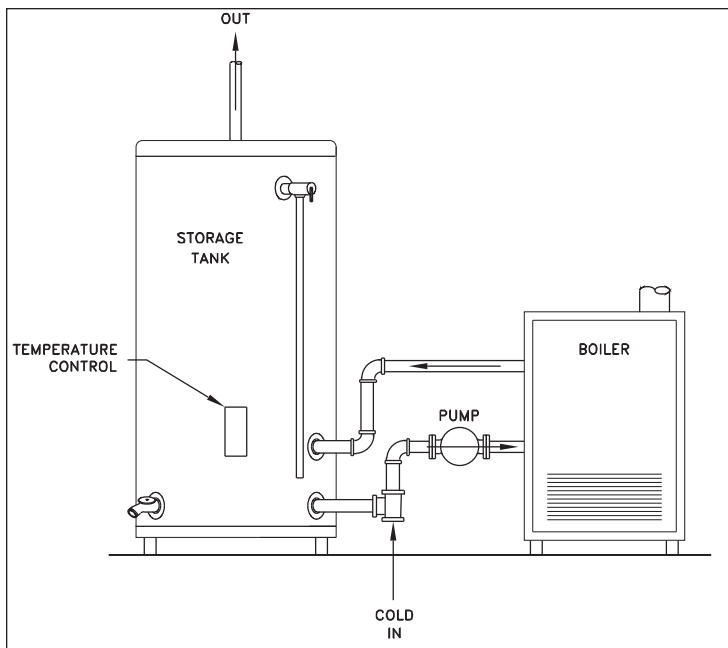 OUT
STORAGE
TANK
TEMPERATURE
CONTROL
BOILER
PUMP
COLD
IN